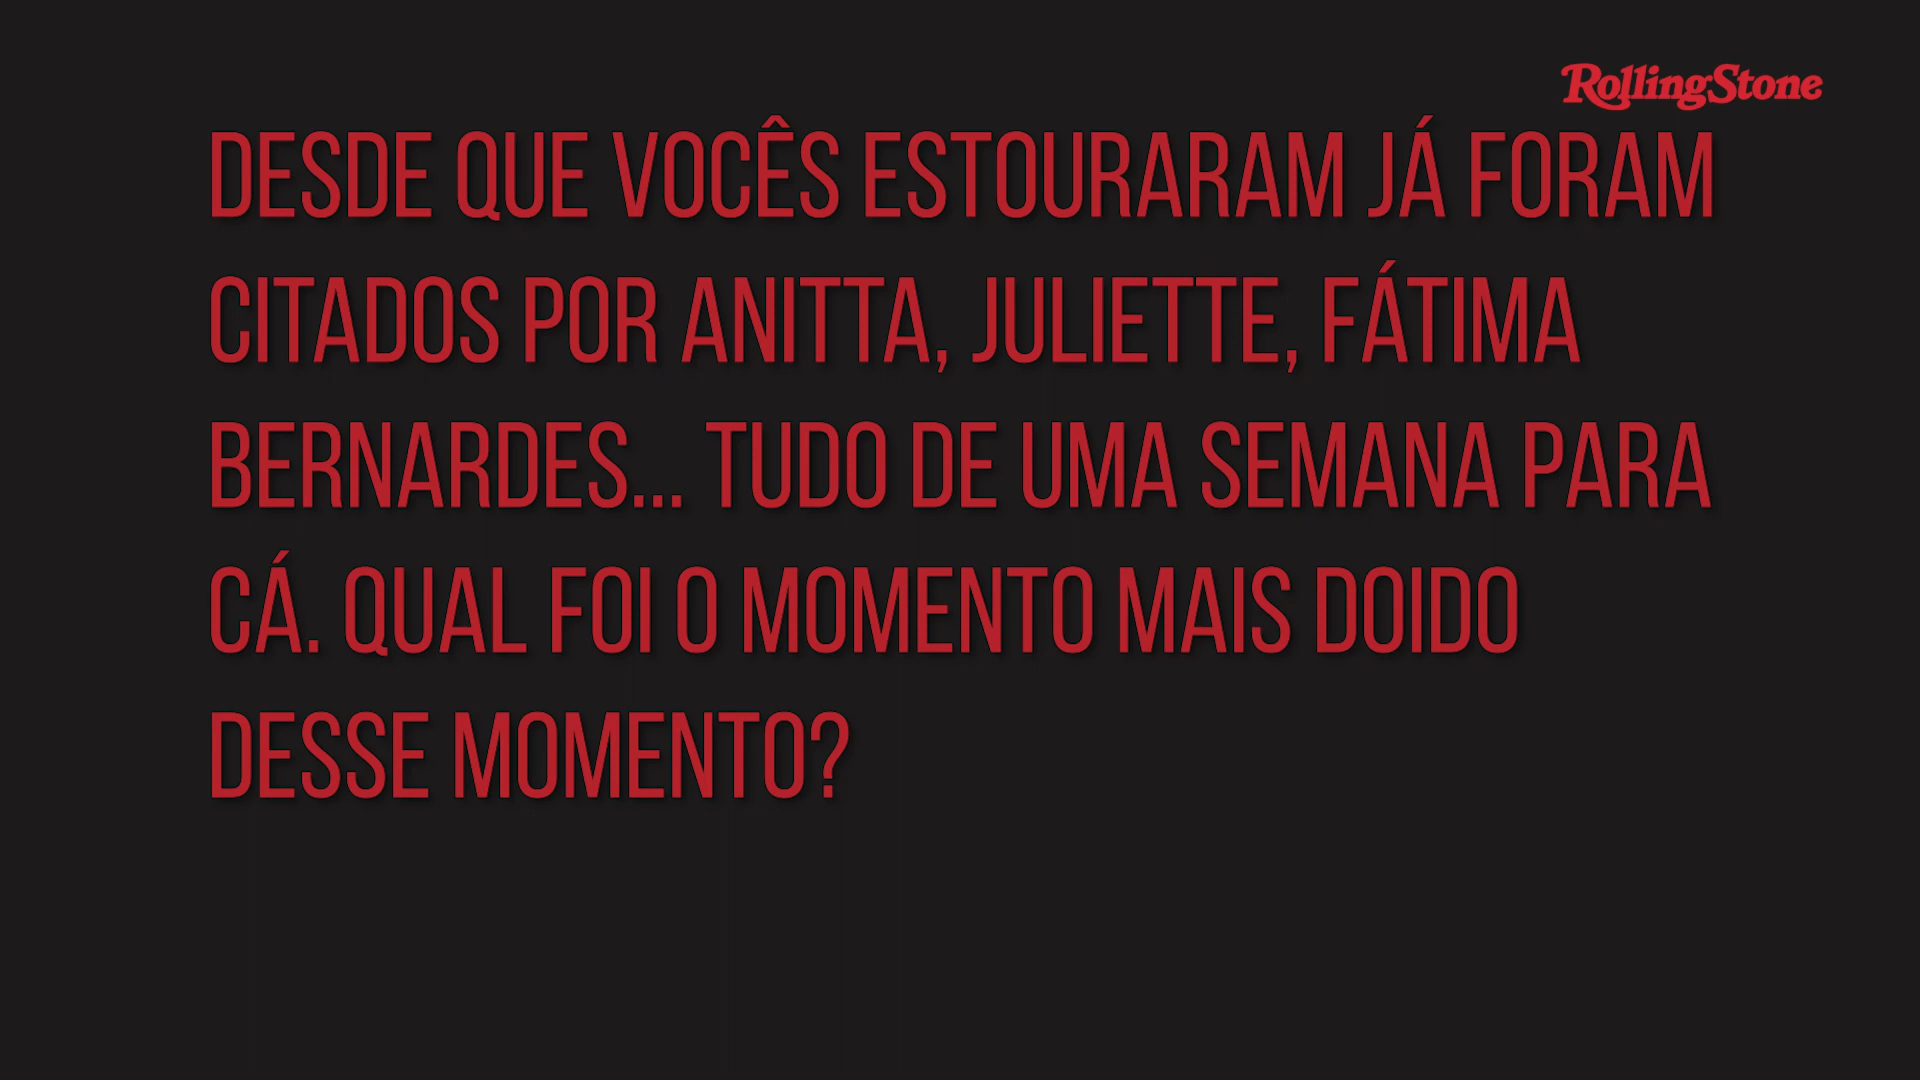 RollingStone
DESDE QUE VOCÊS ESTOURARAM JÁ FORAM
CITADOS POR ANITTA, JULIETTE, FÁTIMA
BERNARDES... TUDO DE UMA SEMANA PARA
CÁ. QUAL FOI O MOMENTO MAIS DOIDO
DESSE MOMENTO?